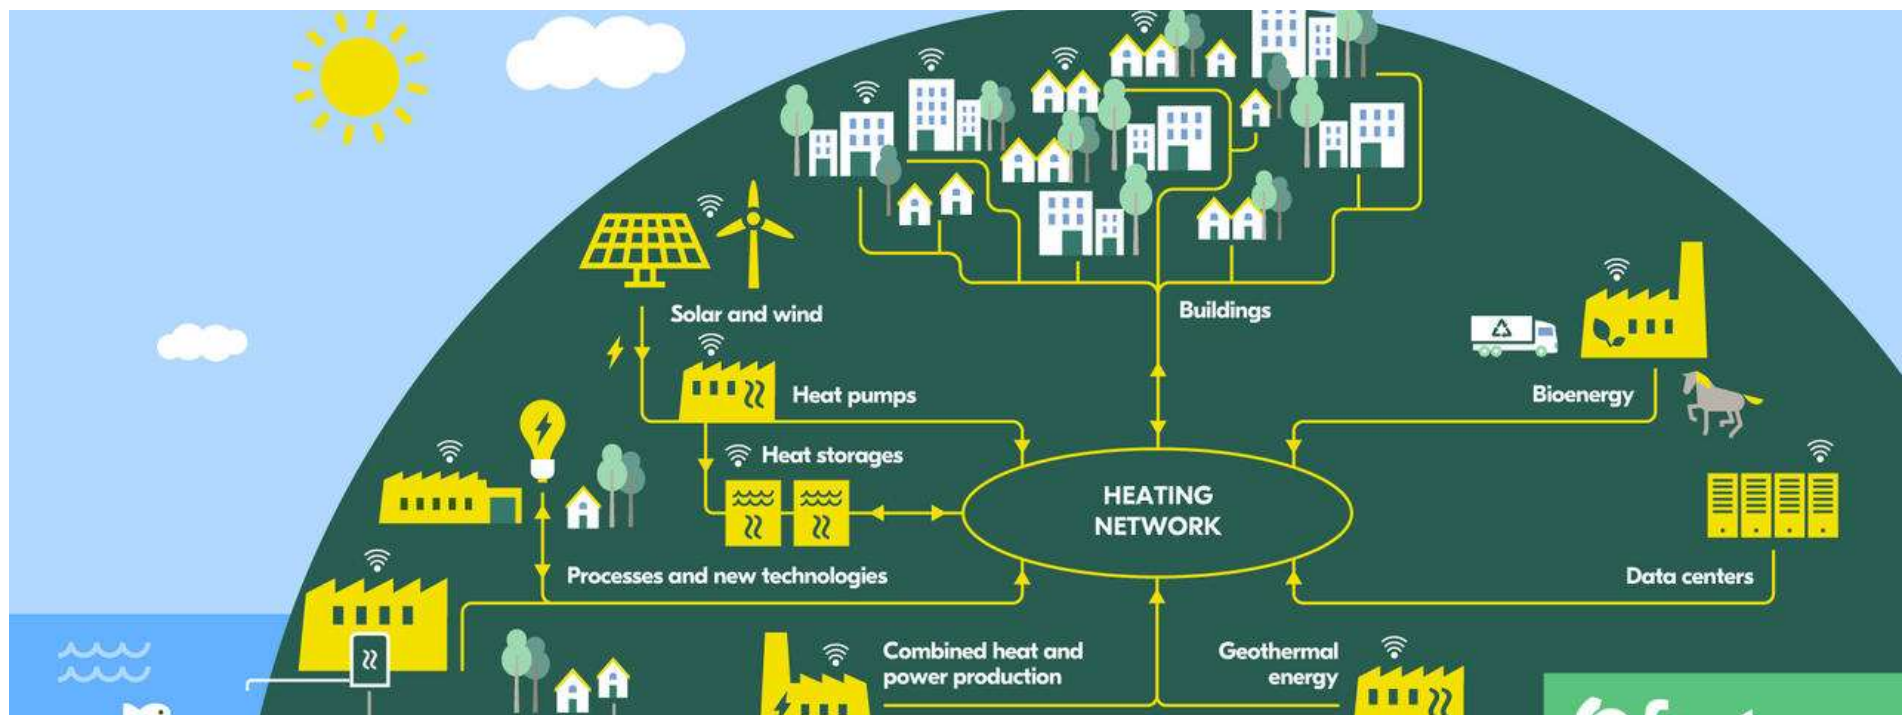 Solar and wind
Buildings
Heat pumps
Bioenergy
Heat storages
HEATING
NETWORK
Processes and new technologies
Data centers
Combined heat and
power production
Geothermal
energy